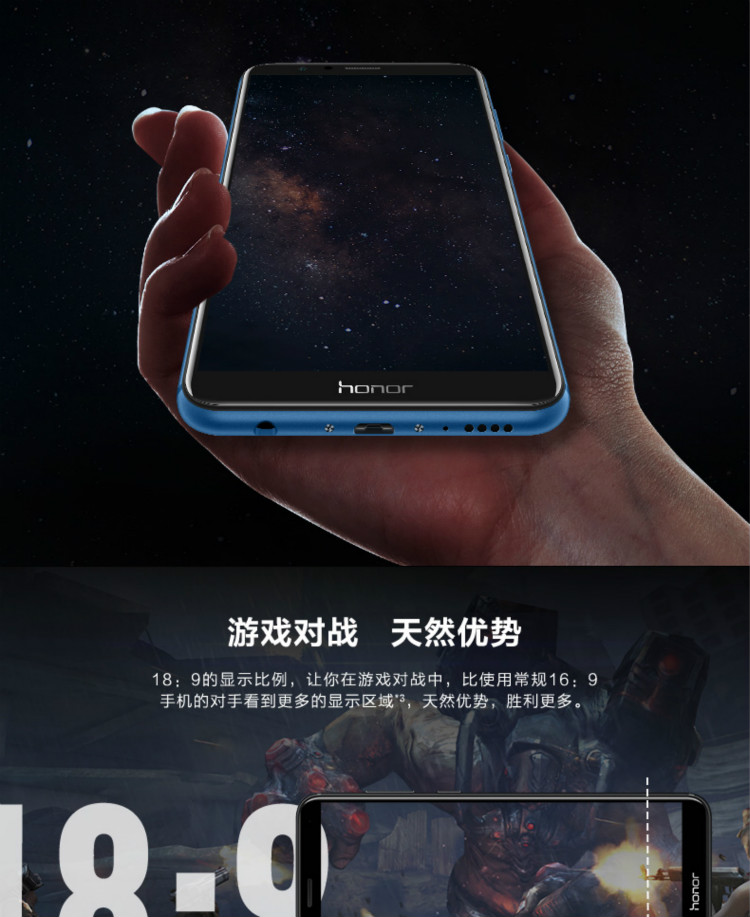 honor
游戏对战 天然优势
18：9的显示比例，让你在游戏对战中，比使用常规16：9
手机的对手看到更多的显示区域*3，天然优势，胜利更多。
18:9
honor